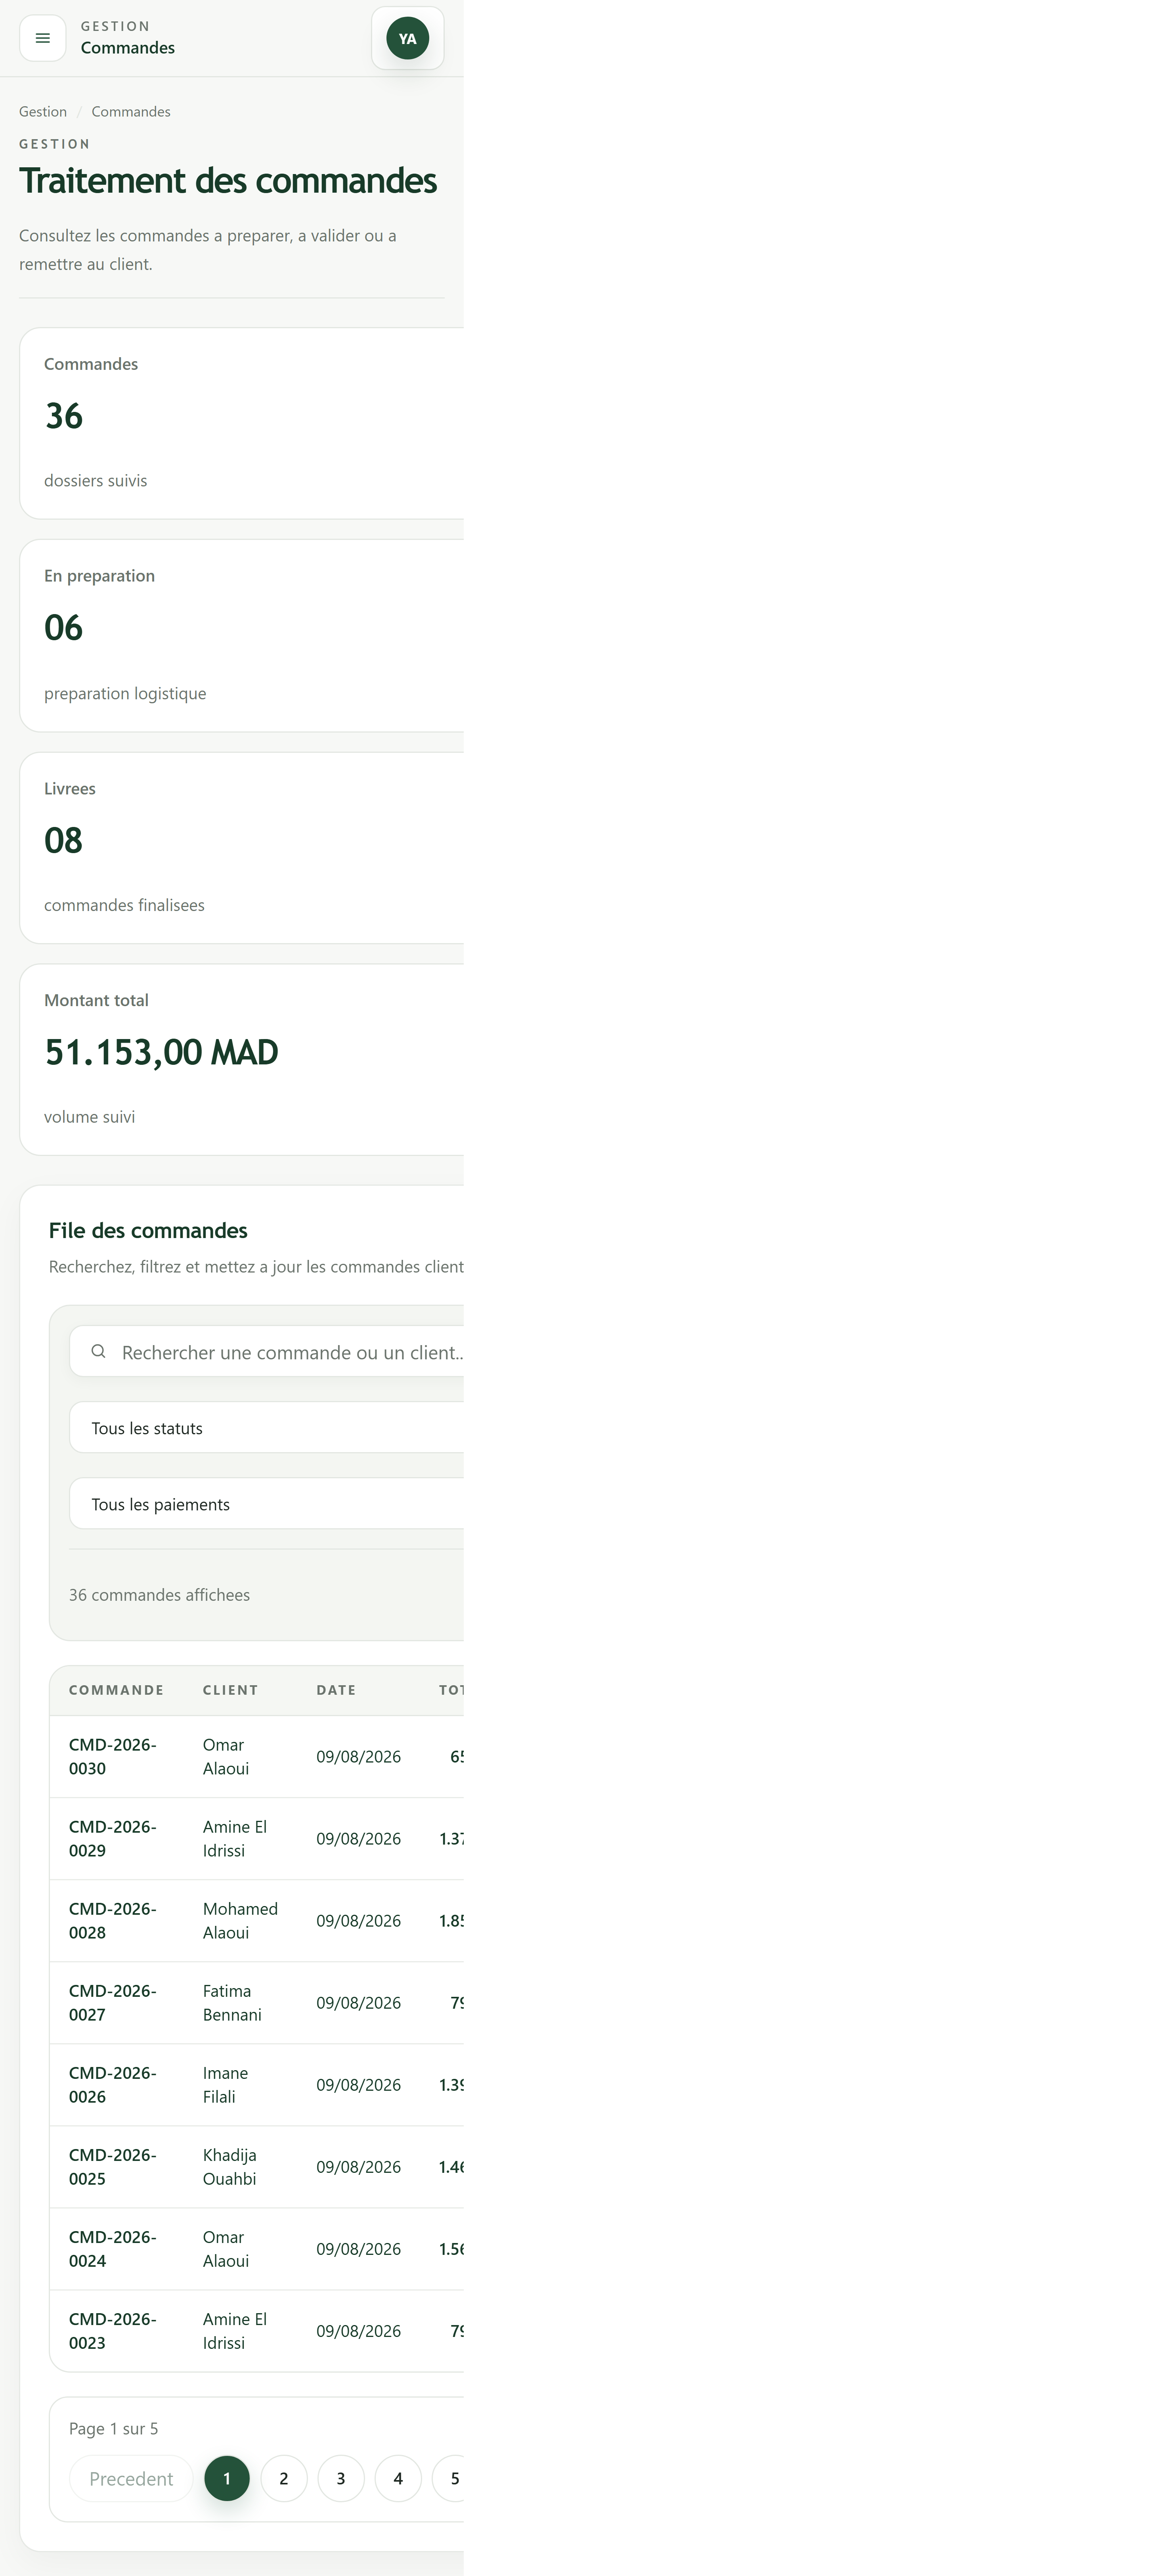 GESTION
Commandes
YA
Gestion / Commandes
GESTION
Traitement des commandes
Consultez les commandes a preparer, a valider ou a
remettre au client.
Commandes
36
dossiers suivis
En preparation
06
preparation logistique
Livrees
08
commandes finalisees
Montant total
51.153,00 MAD
volume suivi
File des commandes
Recherchez, filtrez et mettez a jour les commandes client
Rechercher une commande ou un client..
Tous les statuts
Tous les paiements
36 commandes affichees
COMMANDE CLIENT DATE
CMD-2026-0030 Omar Alaoui 09/08/2026
CMD-2026-0029 Amine El Idrissi 09/08/2026
CMD-2026-0028 Mohamed Alaoui 09/08/2026
CMD-2026-0027 Fatima Bennani 09/08/2026
CMD-2026-0026 Imane Filali 09/08/2026
CMD-2026-0025 Khadija Ouahbi 09/08/2026
CMD-2026-0024 Omar Alaoui 09/08/2026
CMD-2026-0023 Amine El Idrissi 09/08/2026
Page 1 sur 5
Precedent 1 2 3 4 5